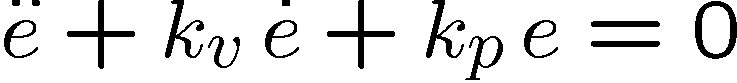 ë + k_v ė + k_p e = 0